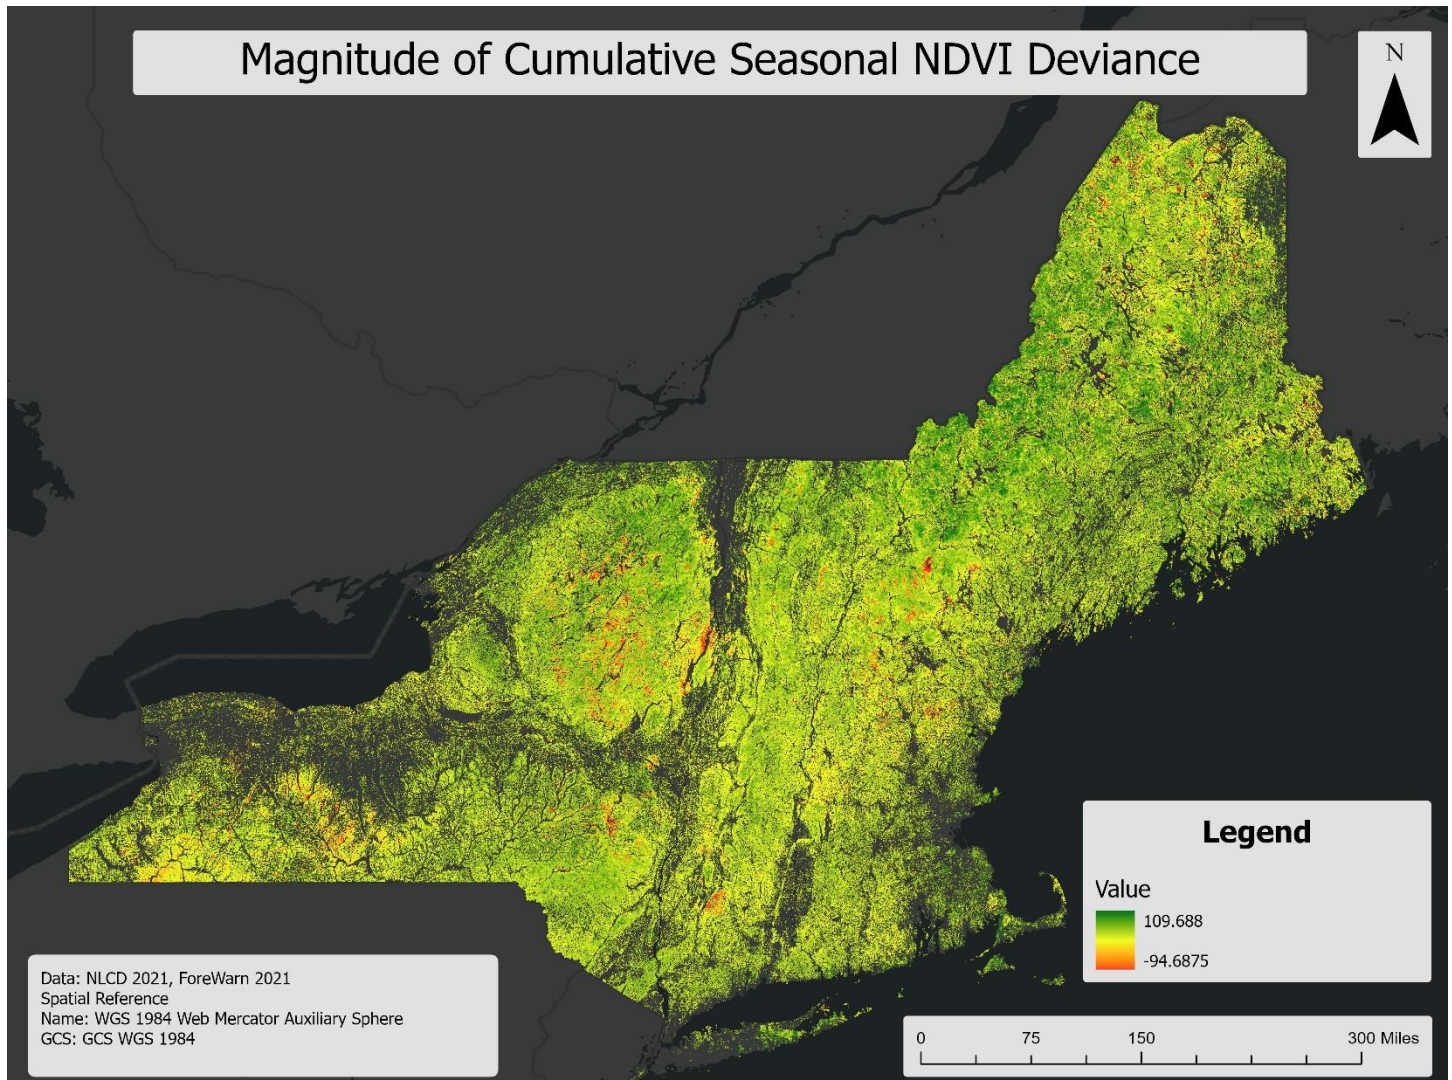 Magnitude of Cumulative Seasonal NDVI Deviance
N
Legend
Value
109.688
-94.6875
Data: NLCD 2021, ForeWarn 2021
Spatial Reference
Name: WGS 1984 Web Mercator Auxiliary Sphere
GCS: GCS WGS 1984
0 75 150 300 Miles